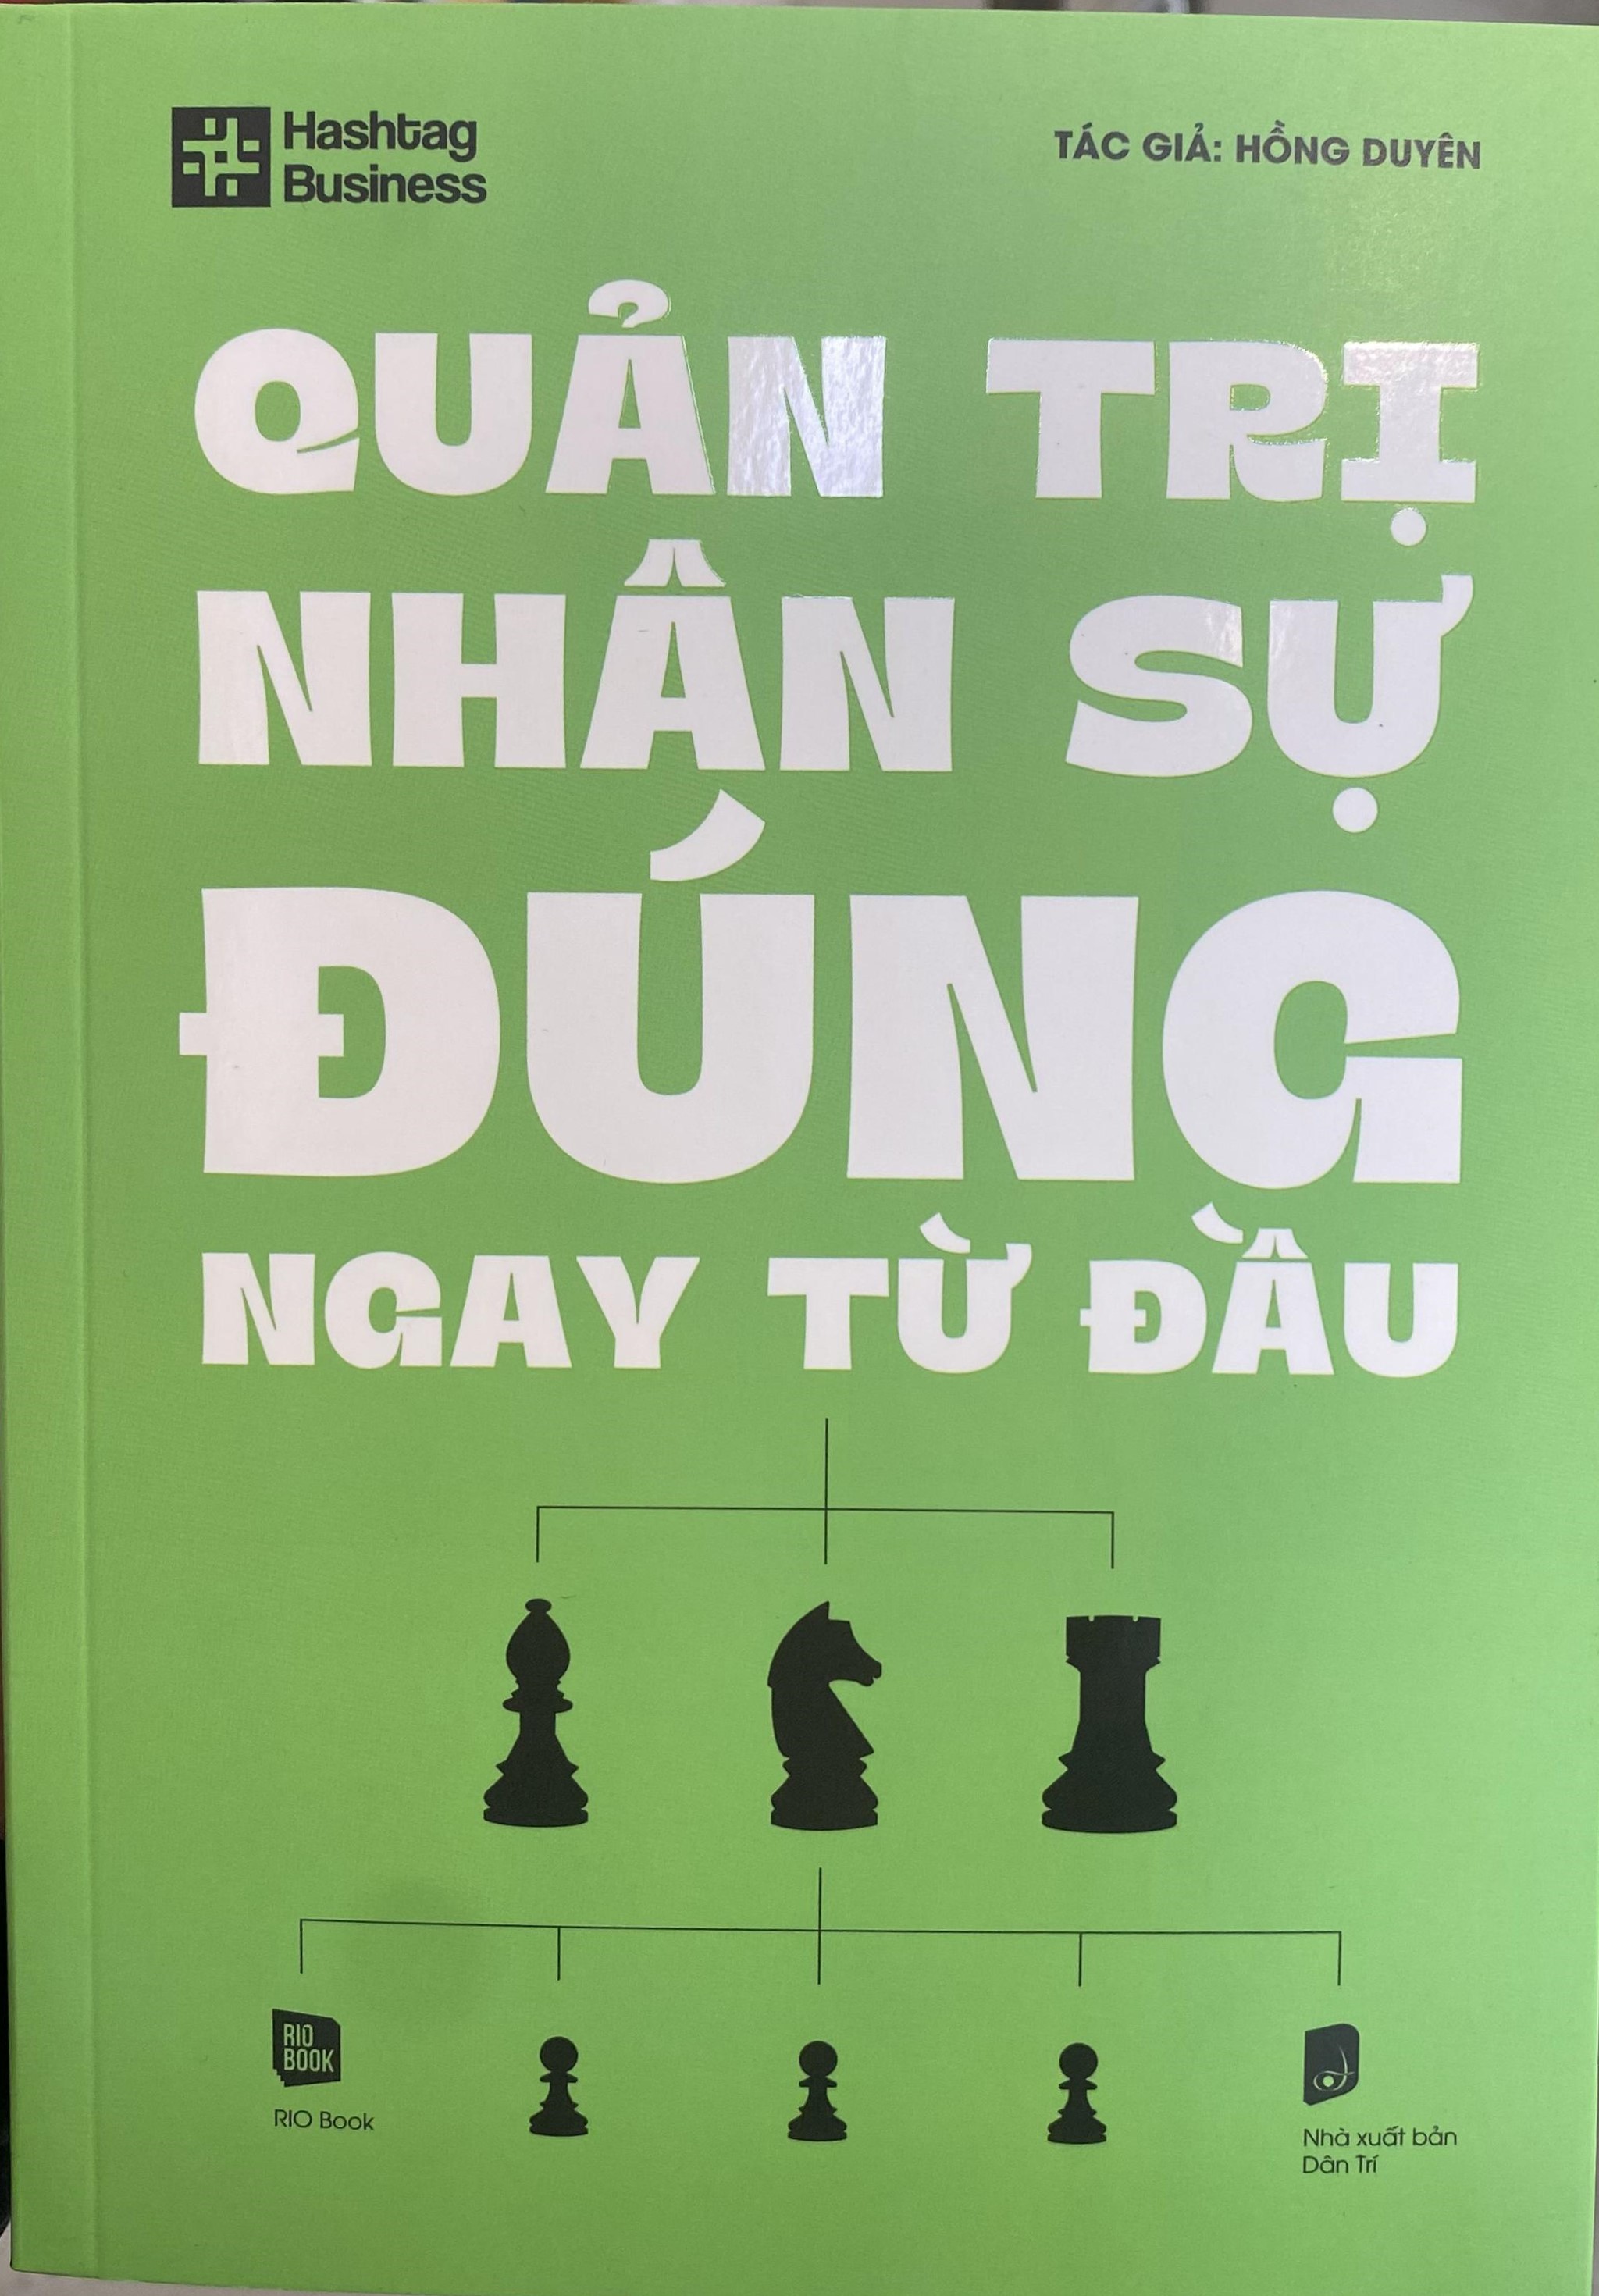 Hashtag
Business
TÁC GIẢ: HỒNG DUYÊN
QUẢN TRỊ
NHÂN SỰ
ĐÚNG
NGAY TỪ ĐẦU
RIO
BOOK
RIO Book
Nhà xuất bản
Dân Trí